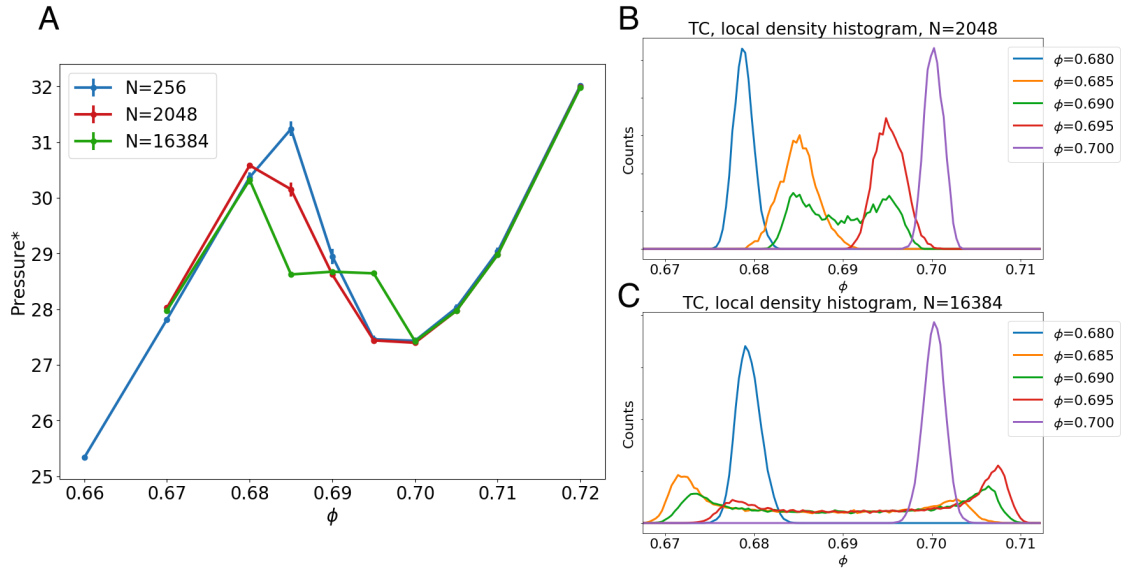 A
N=256
N=2048
N=16384
Pressure*
32
31
30
29
28
27
26
25
0.66 0.67 0.68 0.69 0.70 0.71 0.72
ϕ
B
TC, local density histogram, N=2048
Counts
ϕ=0.680
ϕ=0.685
ϕ=0.690
ϕ=0.695
ϕ=0.700
0.67 0.68 0.69 0.70 0.71
ϕ
C
TC, local density histogram, N=16384
Counts
ϕ=0.680
ϕ=0.685
ϕ=0.690
ϕ=0.695
ϕ=0.700
0.67 0.68 0.69 0.70 0.71
ϕ